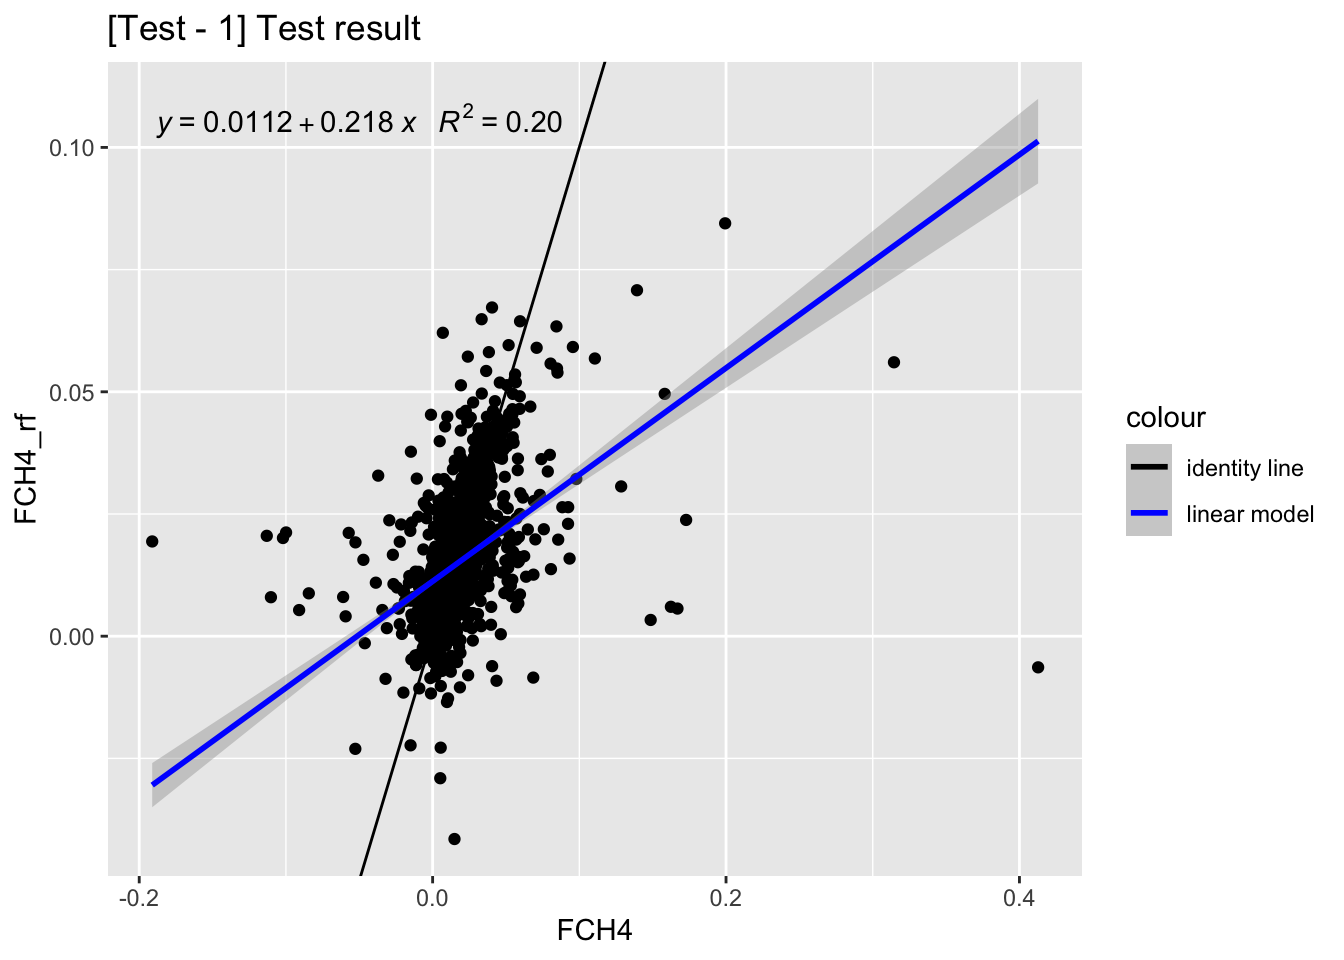 [Test - 1] Test result
y = 0.0112 + 0.218 x   R² = 0.20
0.10
0.05
0.00
-0.2
0.0
0.2
0.4
FCH4
FCH4_rf
colour
identity line
linear model